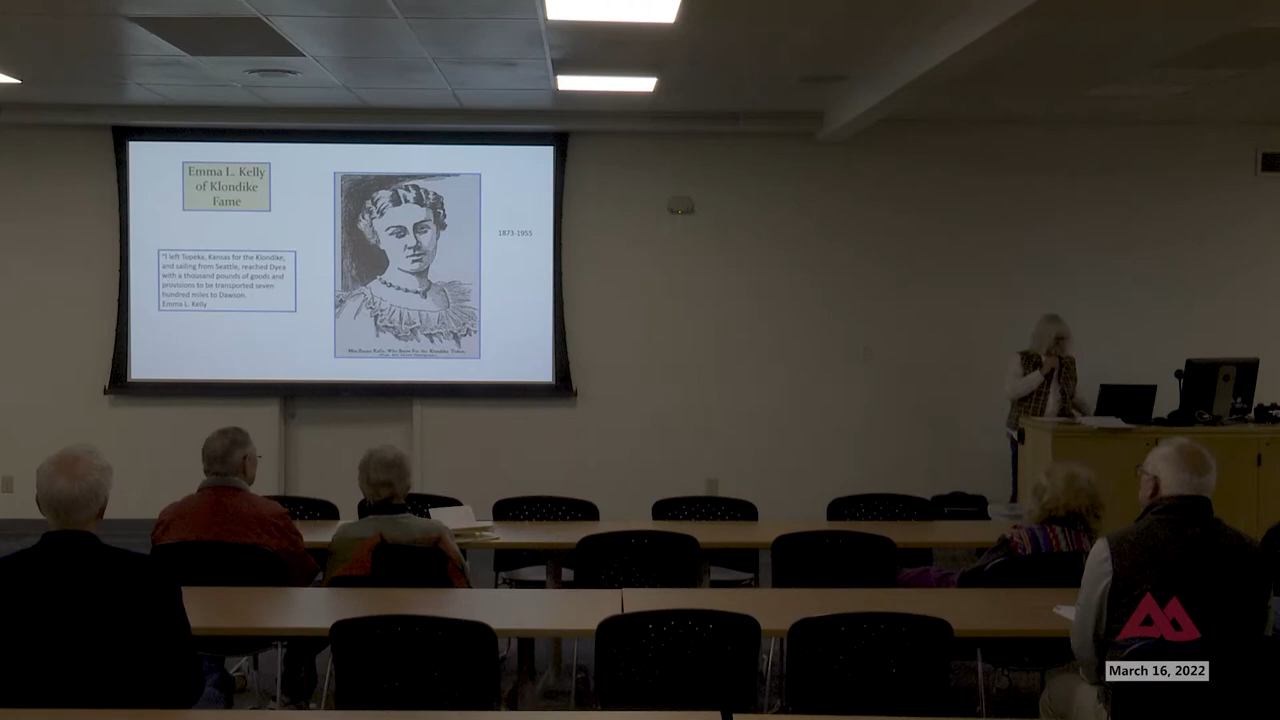 Emma L. Kelly
of Klondike
Fame
"I left Topeka, Kansas for the Klondike,
and sailing from Seattle, reached Dyea
with a thousand pounds of goods and
provisions to be transported seven
hundred miles to Dawson.
Emma L. Kelly
1873-1955
March 16, 2022